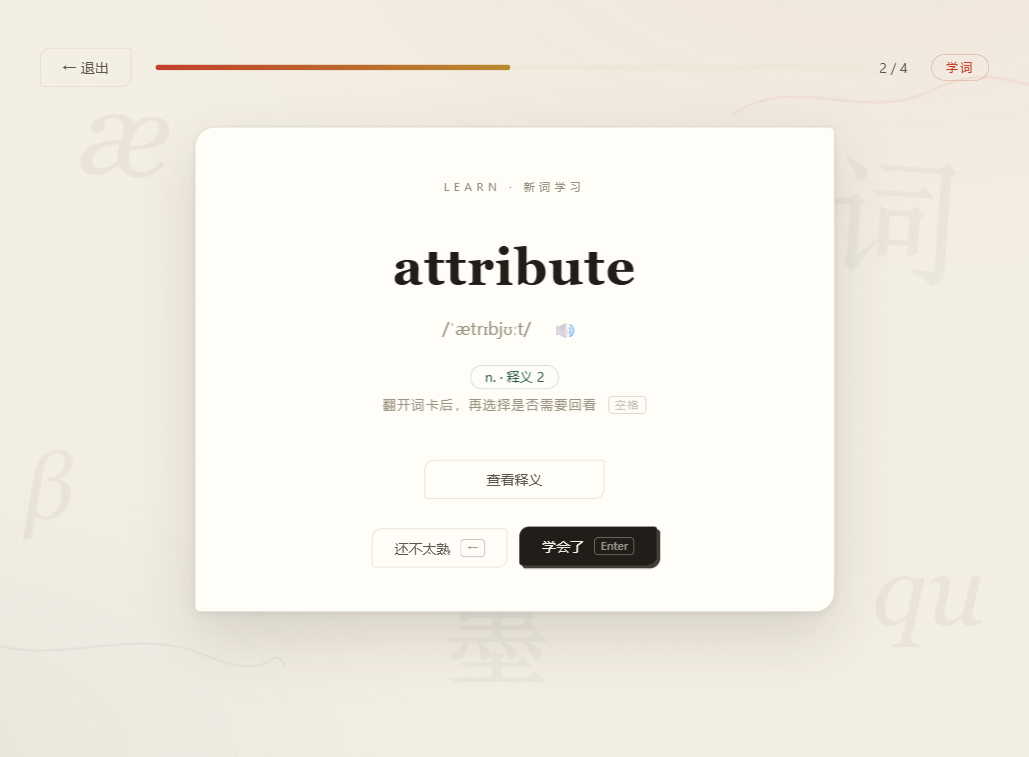 ← 退出
2 / 4
学词
æ
词
LEARN · 新词学习
attribute
/ˈætrɪbjʊːt/
n. · 释义 2
翻开词卡后，再选择是否需要回看 空格
查看释义
β
还不太熟 ←
学会了 Enter
qu
墨